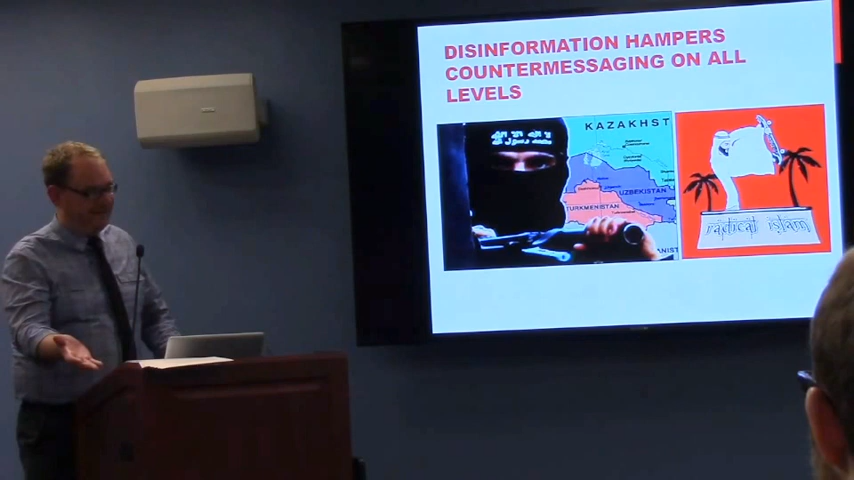 DISINFORMATION HAMPERS
COUNTERMESSAGING ON ALL
LEVELS
KAZAKHST
UZBEKISTAN
TURKMENISTAN
radical islam